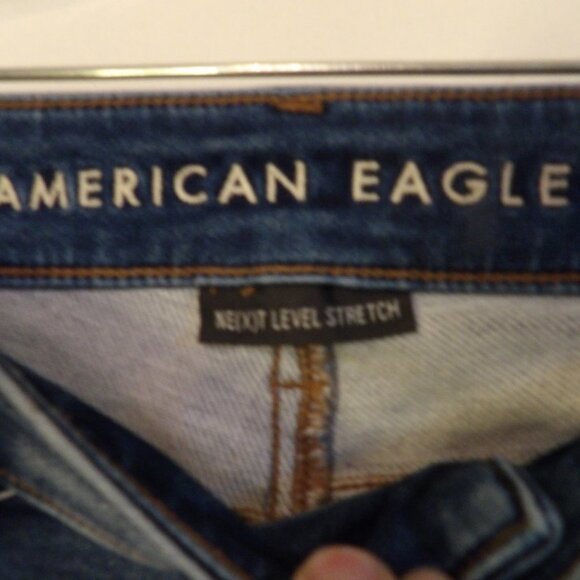 AMERICAN EAGLE
NE(X)T LEVEL STRETCH